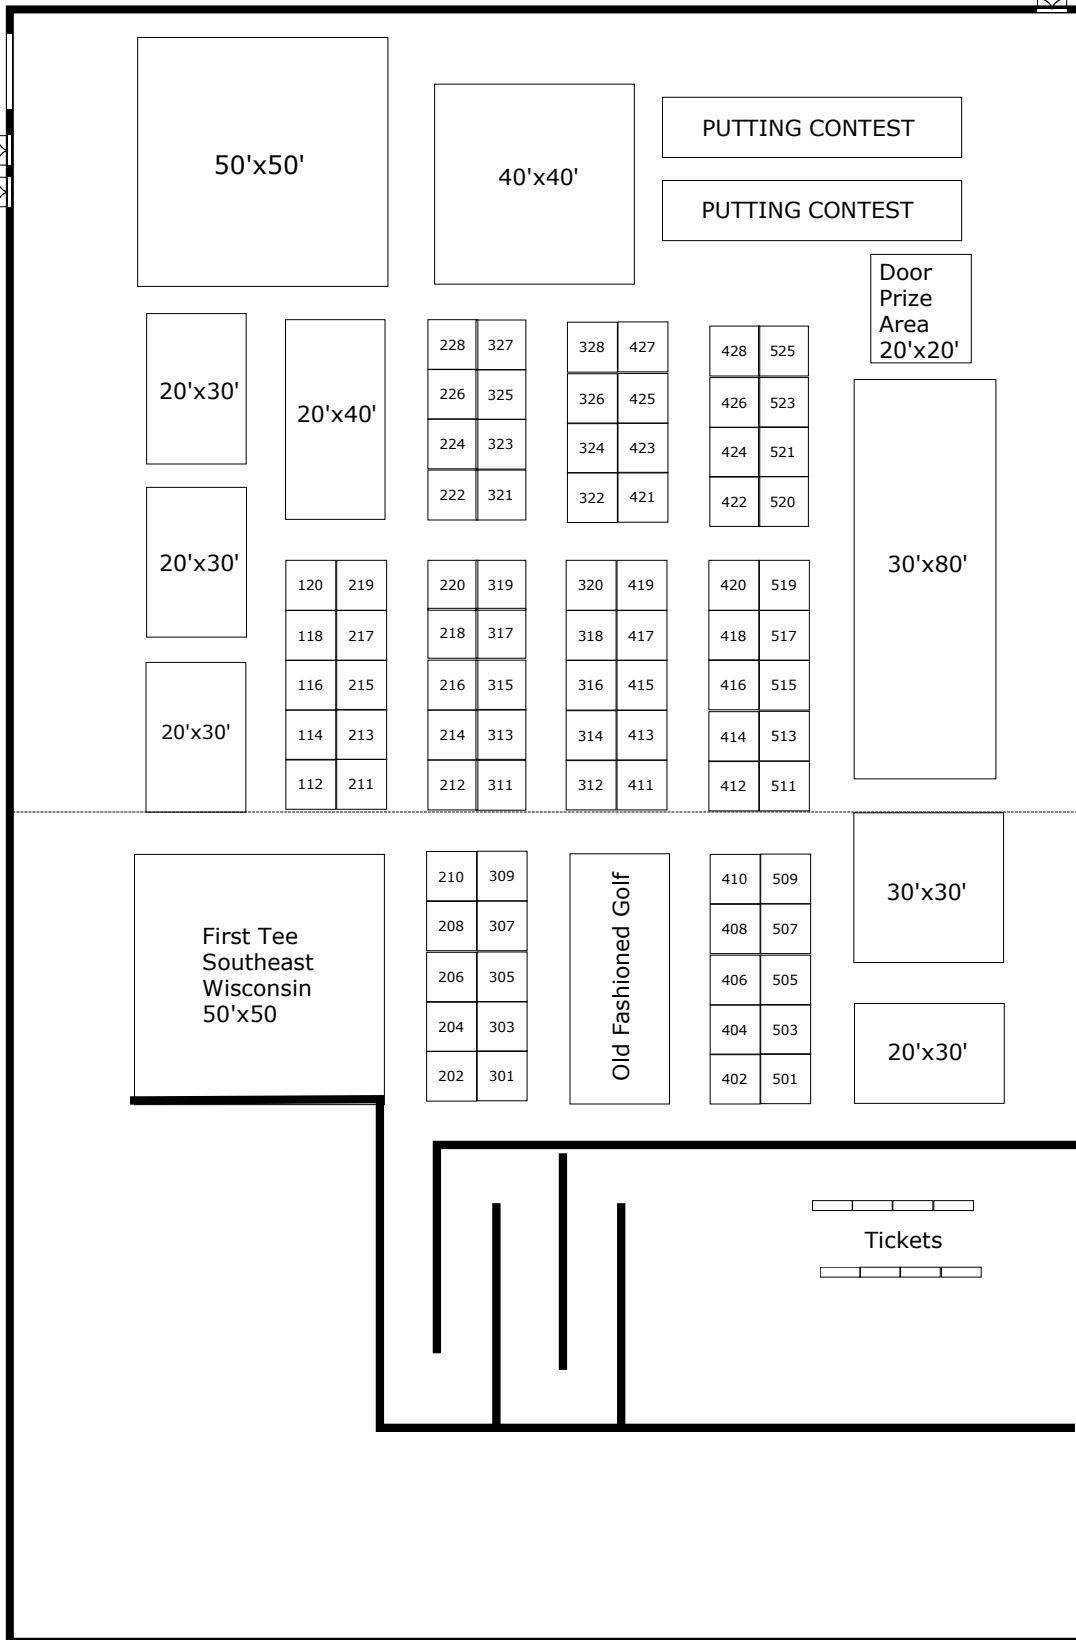 50'x50'
40'x40'
PUTTING CONTEST
PUTTING CONTEST
Door
Prize
Area
20'x20'
20'x30'
20'x40'
228 327
226 325
224 323
222 321
328 427
326 425
324 423
322 421
428 525
426 523
424 521
422 520
30'x80'
20'x30'
20'x30'
120 219
118 217
116 215
114 213
112 211
220 319
218 317
216 315
214 313
212 311
320 419
318 417
316 415
314 413
312 411
420 519
418 517
416 515
414 513
412 511
First Tee
Southeast
Wisconsin
50'x50
210 309
208 307
206 305
204 303
202 301
Old Fashioned Golf
410 509
408 507
406 505
404 503
402 501
30'x30'
20'x30'
Tickets